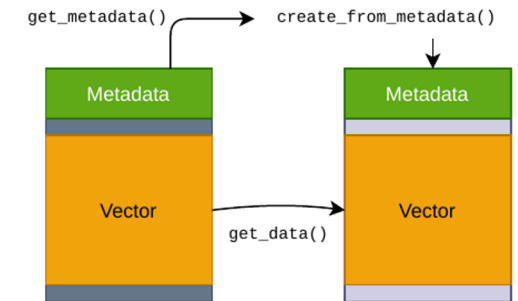 get_metadata()
create_from_metadata()
Metadata
Metadata
Vector
Vector
get_data()